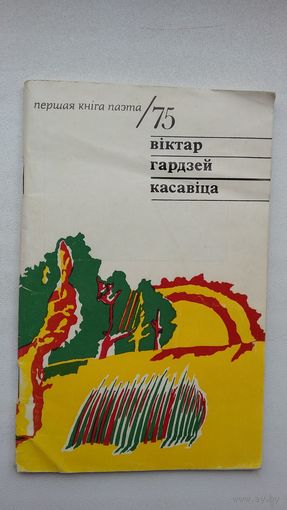 першая кніга паэта /75
віктар
гардзей
касавіца